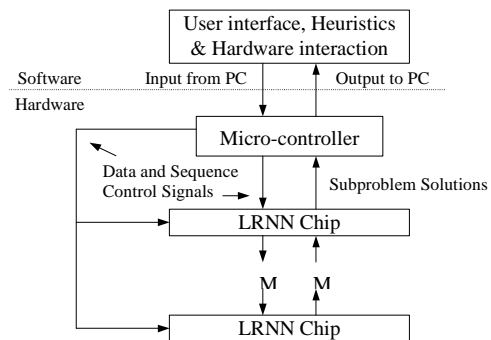 User interface, Heuristics
& Hardware interaction
Software
Input from PC
Output to PC
Hardware
Micro-controller
Data and Sequence
Control Signals
Subproblem Solutions
LRNN Chip
M M
LRNN Chip